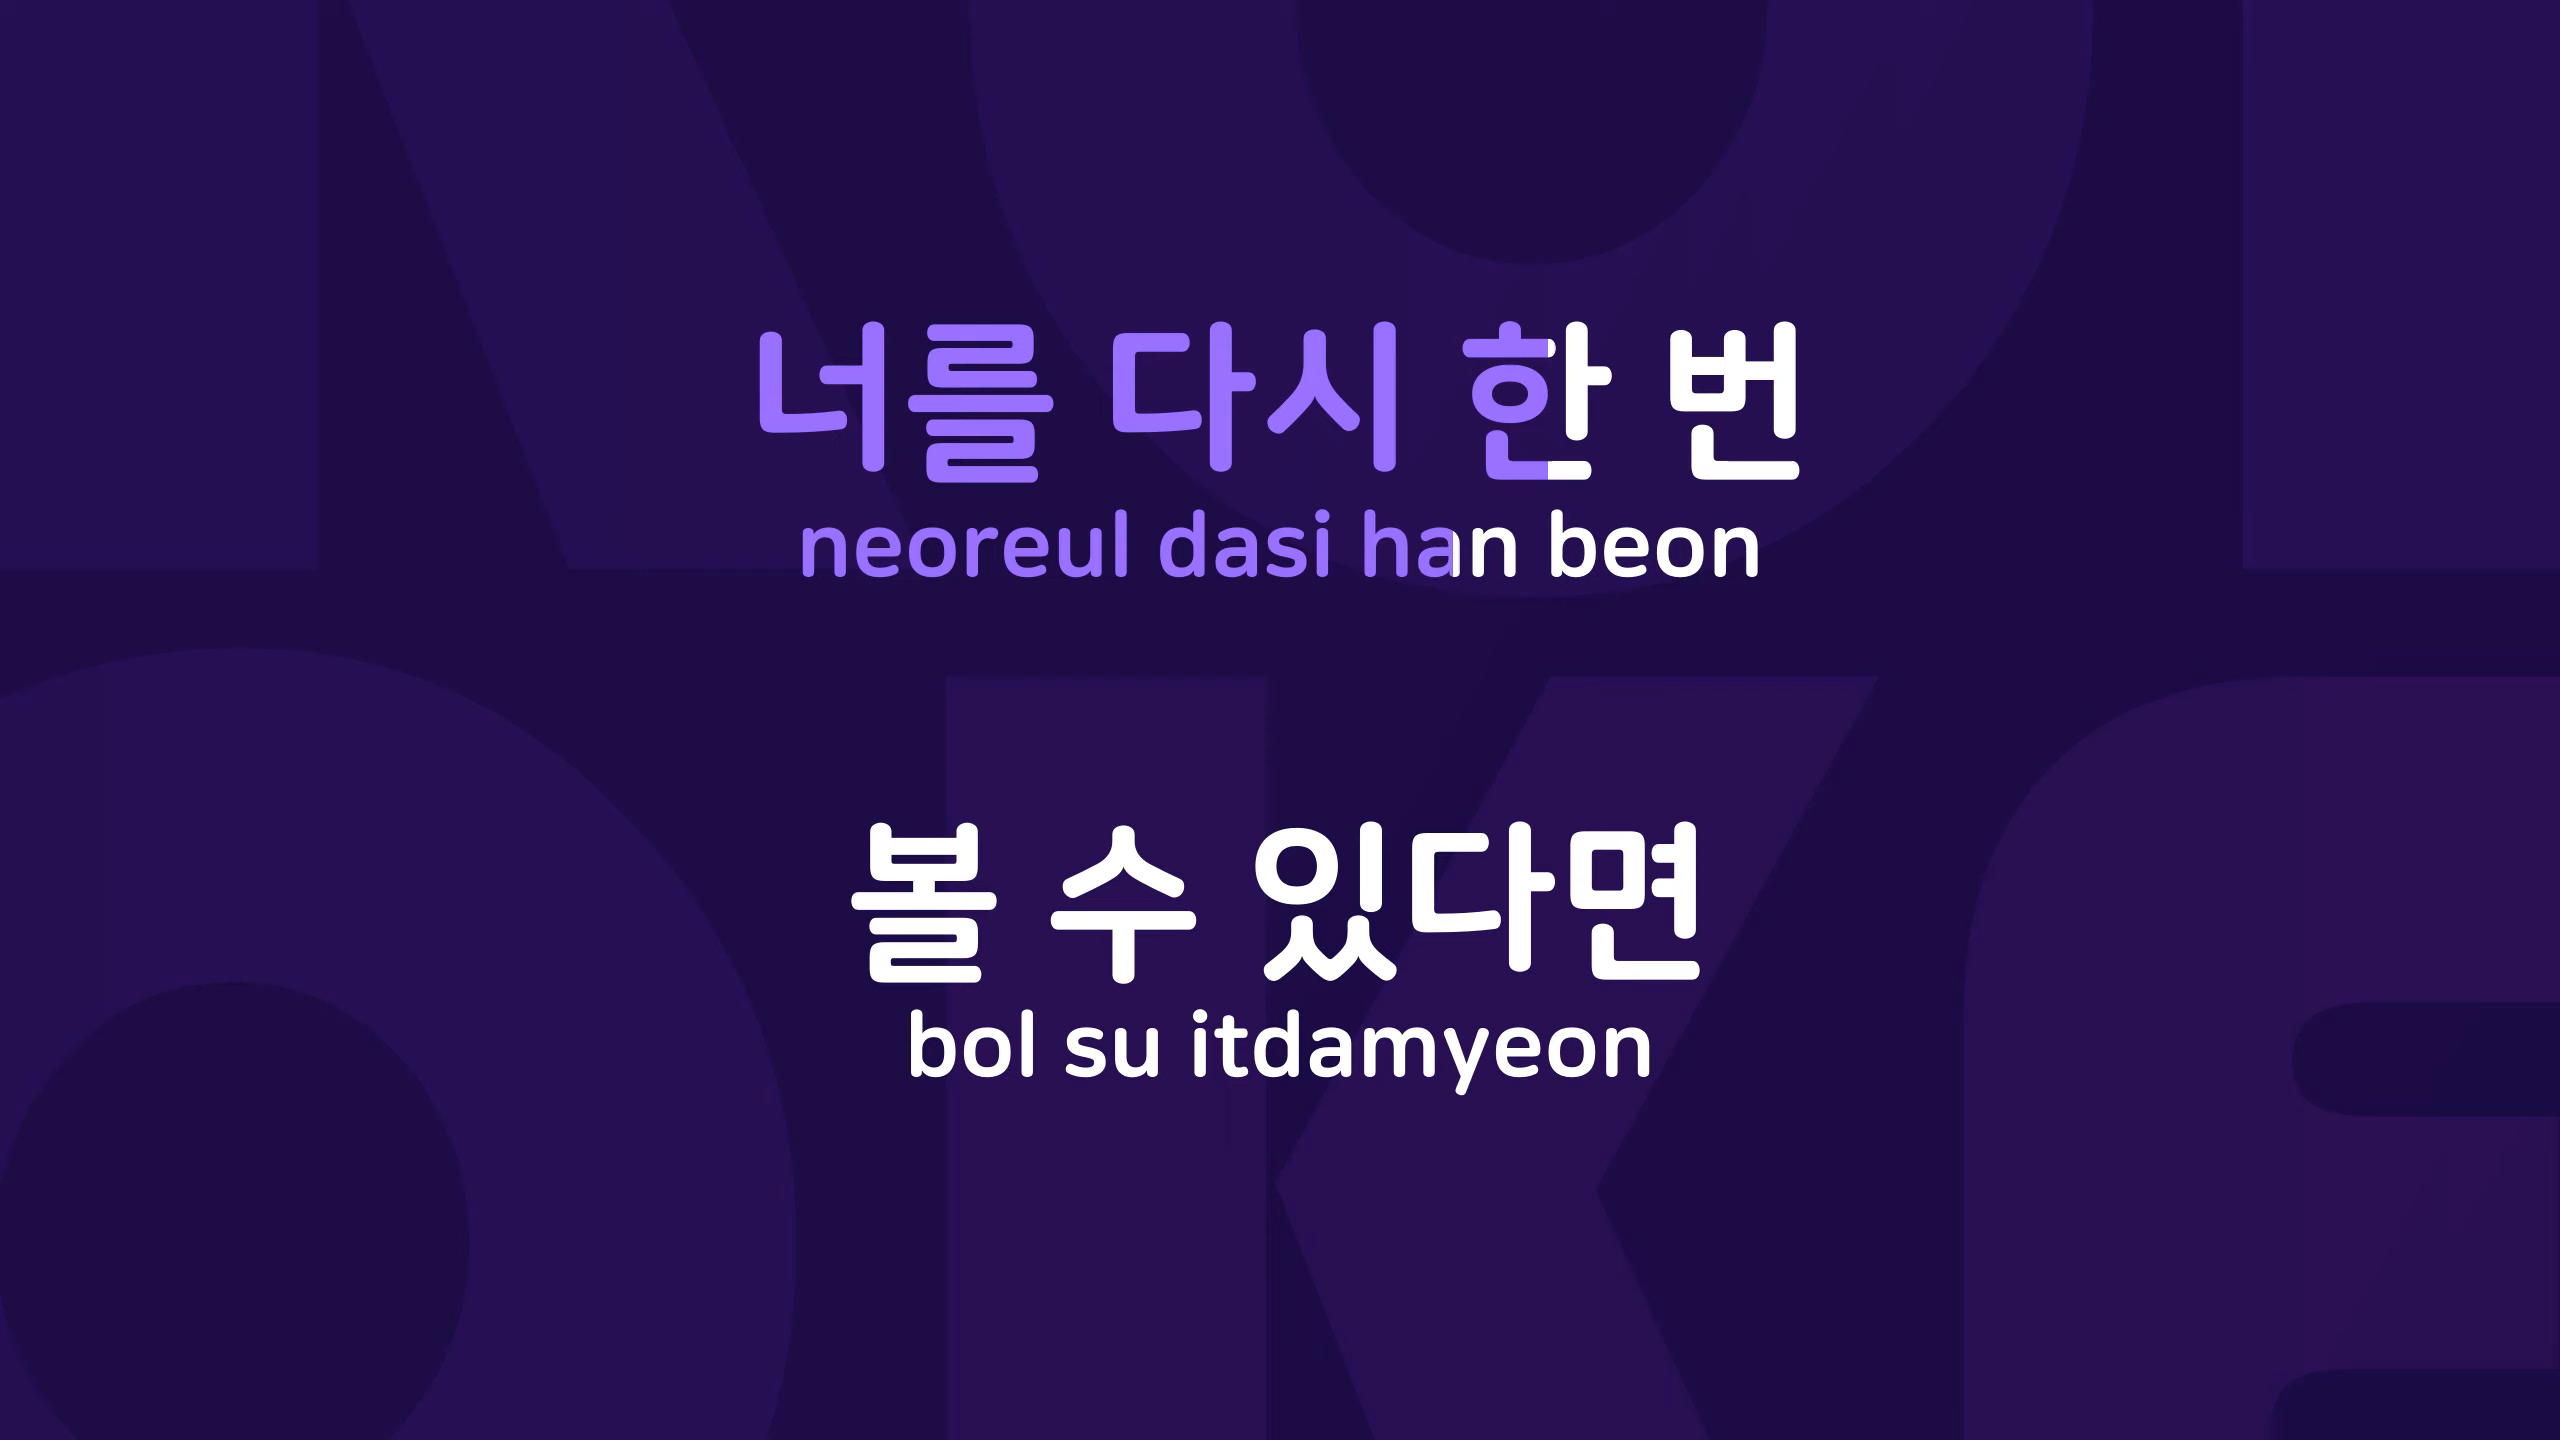 너를 다시 한 번
neoreul dasi han beon
볼 수 있다면
bol su itdamyeon